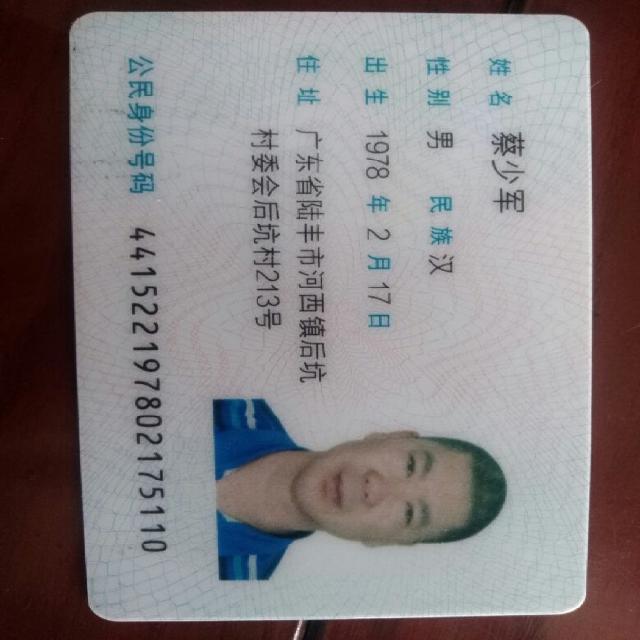 姓名 蔡少军
性别 男 民族 汉
出生 1978 年 2 月 17 日
住址 广东省陆丰市河西镇后坑
村委会后坑村213号
公民身份号码 441522197802175110